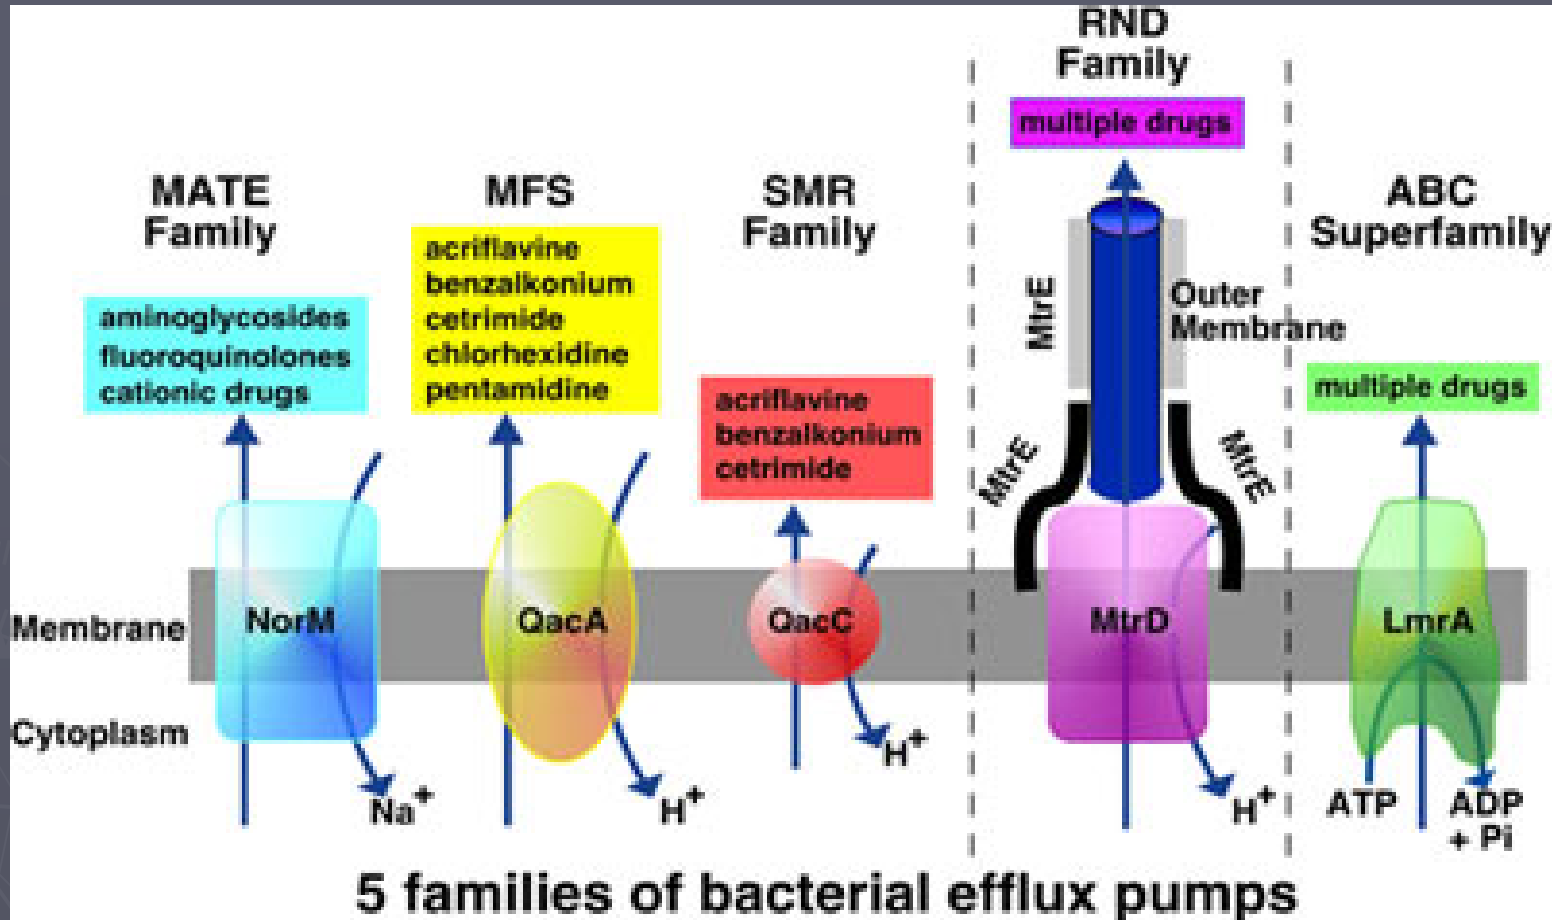 MATE
Family
aminoglycosides
fluoroquinolones
cationic drugs
NorM
Na+
MFS
acriflavine
benzalkonium
cetrimide
chlorhexidine
pentamidine
QacA
H+
SMR
Family
acriflavine
benzalkonium
cetrimide
QacC
H+
RND
Family
multiple drugs
MtrE
Outer
Membrane
MtrE
MtrE
MtrD
H+
ABC
Superfamily
multiple drugs
LmrA
ATP
ADP
+ Pi
Membrane
Cytoplasm
5 families of bacterial efflux pumps